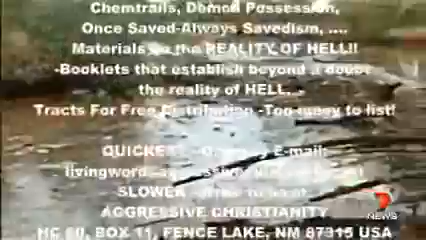 Chemtrails, Demon Possession,
Once Saved-Always Savedism, ....
Materials on the REALITY OF HELL!!
-Booklets that establish beyond a doubt
the reality of HELL. -
Tracts For Free Distribution -Too many to list!
QUICKEST
SLOWER
AGGRESSIVE CHRISTIANITY
HC 60, BOX 11, FENCE LAKE, NM 87315 USA
7
NEWS